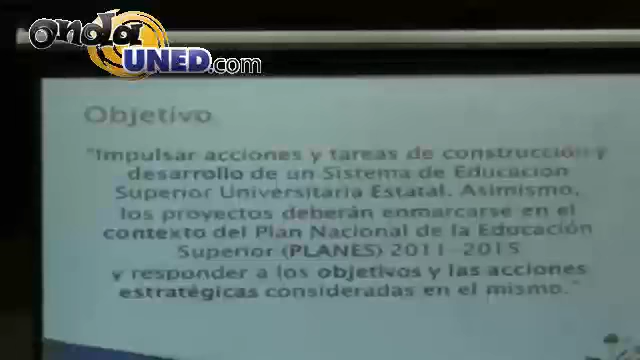 onda
UNED.com
Objetivo
"Impulsar acciones y tareas de construcción y
desarrollo de un Sistema de Educación
Superior Universitaria Estatal. Asimismo,
los proyectos deberán enmarcarse en el
contexto del Plan Nacional de la Educación
Superior (PLANES) 2011-2015
y responder a los objetivos y las acciones
estratégicas consideradas en el mismo."